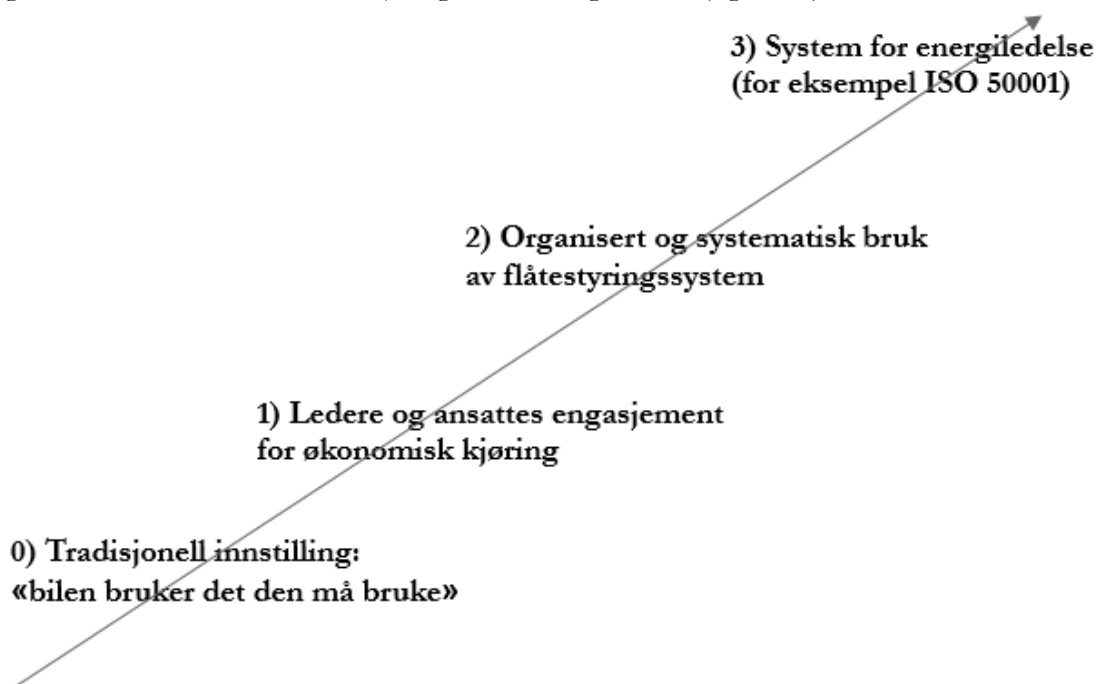 3) System for energiledelse
(for eksempel ISO 50001)
2) Organisert og systematisk bruk
av flåtestyringssystem
1) Ledere og ansattes engasjement
for økonomisk kjøring
0) Tradisjonell innstilling:
«bilen bruker det den må bruke»